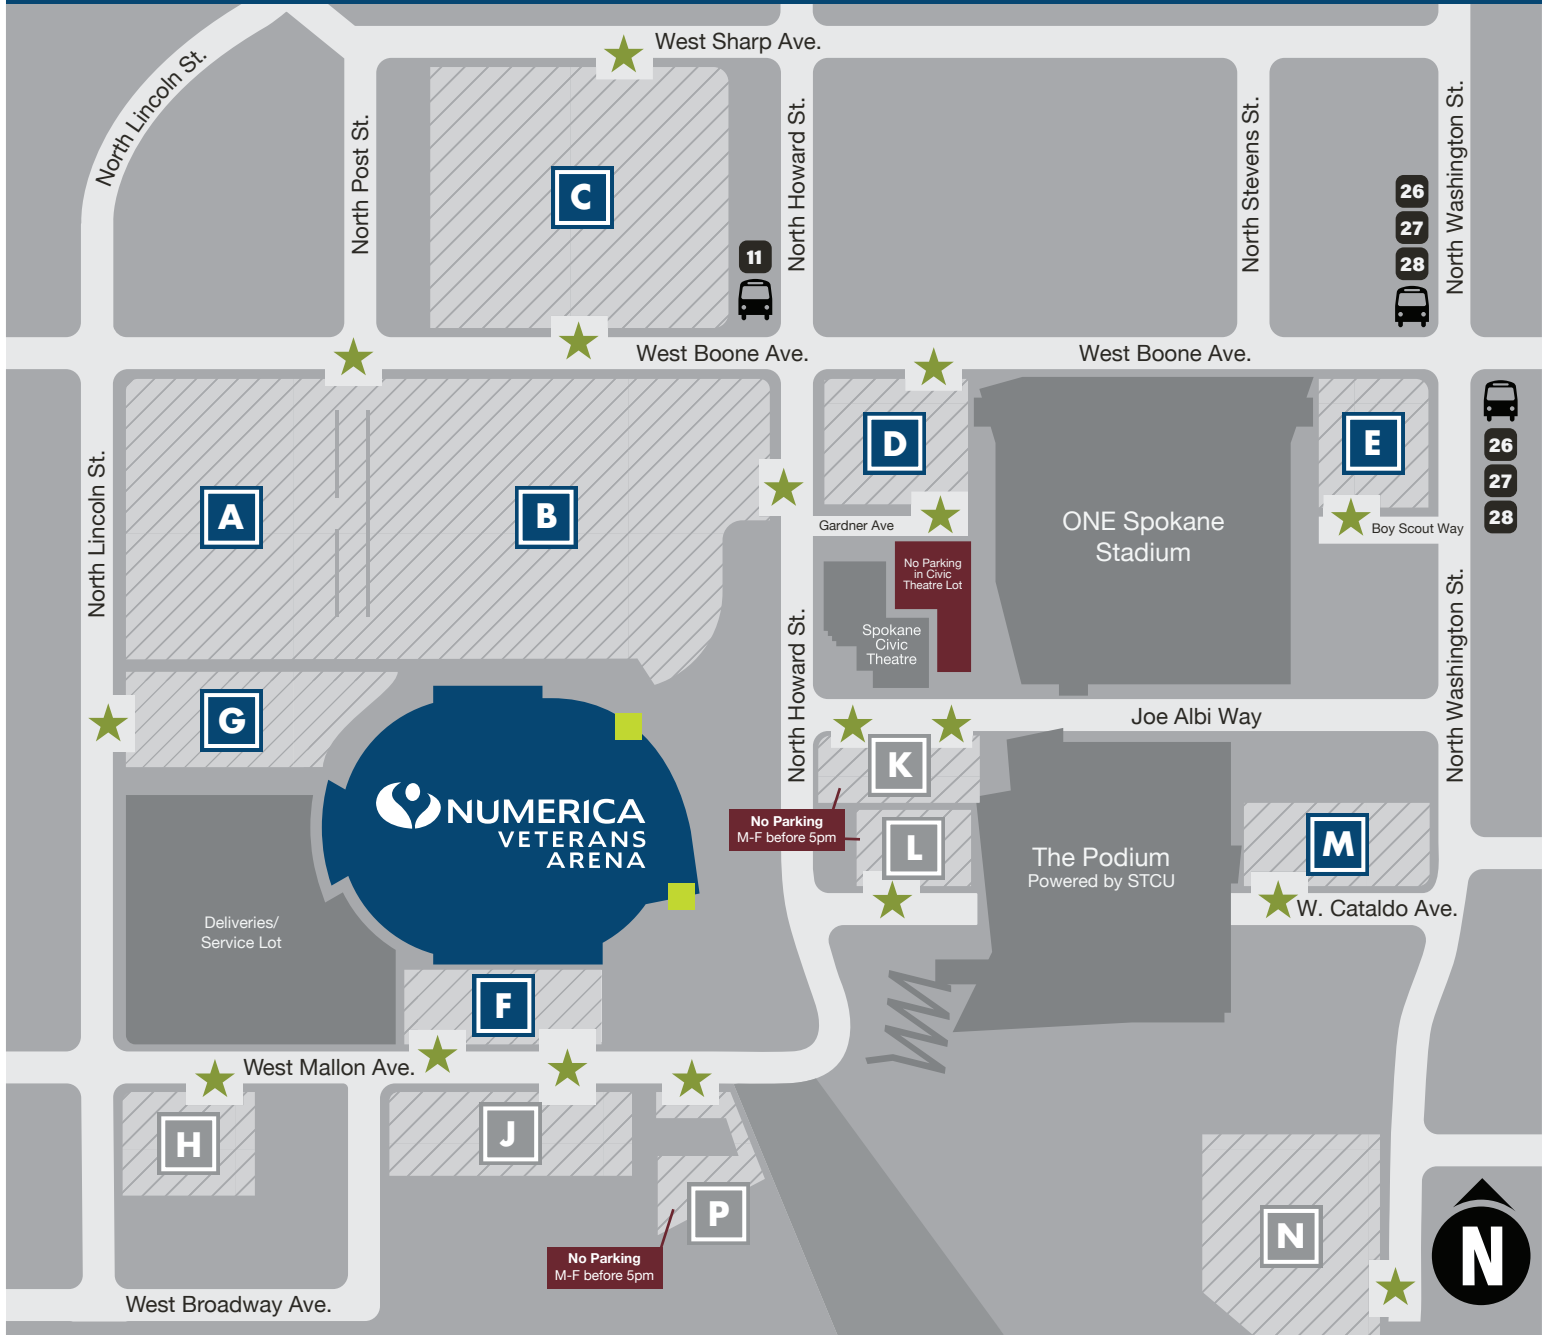 West Sharp Ave.
North Lincoln St.
North Post St.
North Howard St.
North Stevens St.
North Washington St.
C
26
27
28
11
West Boone Ave.
West Boone Ave.
D
E
26
27
28
A
B
Gardner Ave
Boy Scout Way
ONE Spokane
Stadium
North Lincoln St.
No Parking
in Civic
Theatre Lot
Spokane
Civic
Theatre
North Howard St.
North Washington St.
G
Joe Albi Way
K
NUMERICA
VETERANS
ARENA
No Parking
M-F before 5pm
L
The Podium
Powered by STCU
M
W. Cataldo Ave.
Deliveries/
Service Lot
F
West Mallon Ave.
H
J
P
No Parking
M-F before 5pm
N
N
West Broadway Ave.